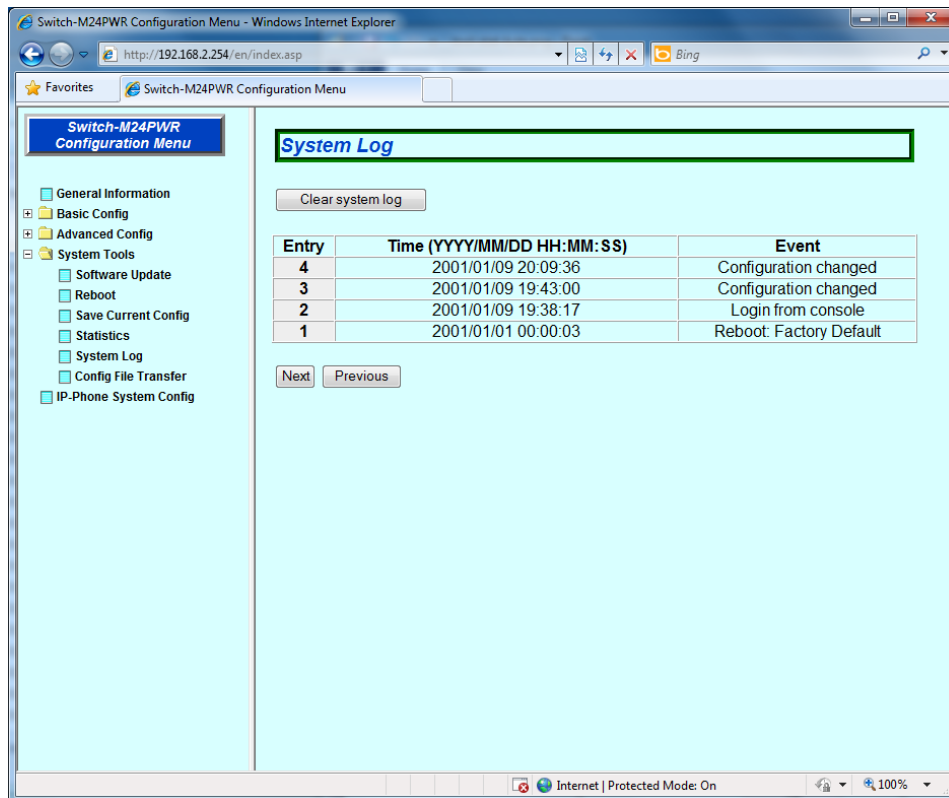 Switch-M24PWR Configuration Menu - Windows Internet Explorer
http://192.168.2.254/en/index.asp
Bing
Favorites
Switch-M24PWR Configuration Menu
Switch-M24PWR
Configuration Menu
General Information
Basic Config
Advanced Config
System Tools
Software Update
Reboot
Save Current Config
Statistics
System Log
Config File Transfer
IP-Phone System Config
System Log
Clear system log
Entry Time (YYYY/MM/DD HH:MM:SS) Event
4 2001/01/09 20:09:36 Configuration changed
3 2001/01/09 19:43:00 Configuration changed
2 2001/01/09 19:38:17 Login from console
1 2001/01/01 00:00:03 Reboot: Factory Default
Next Previous
Internet | Protected Mode: On
100%